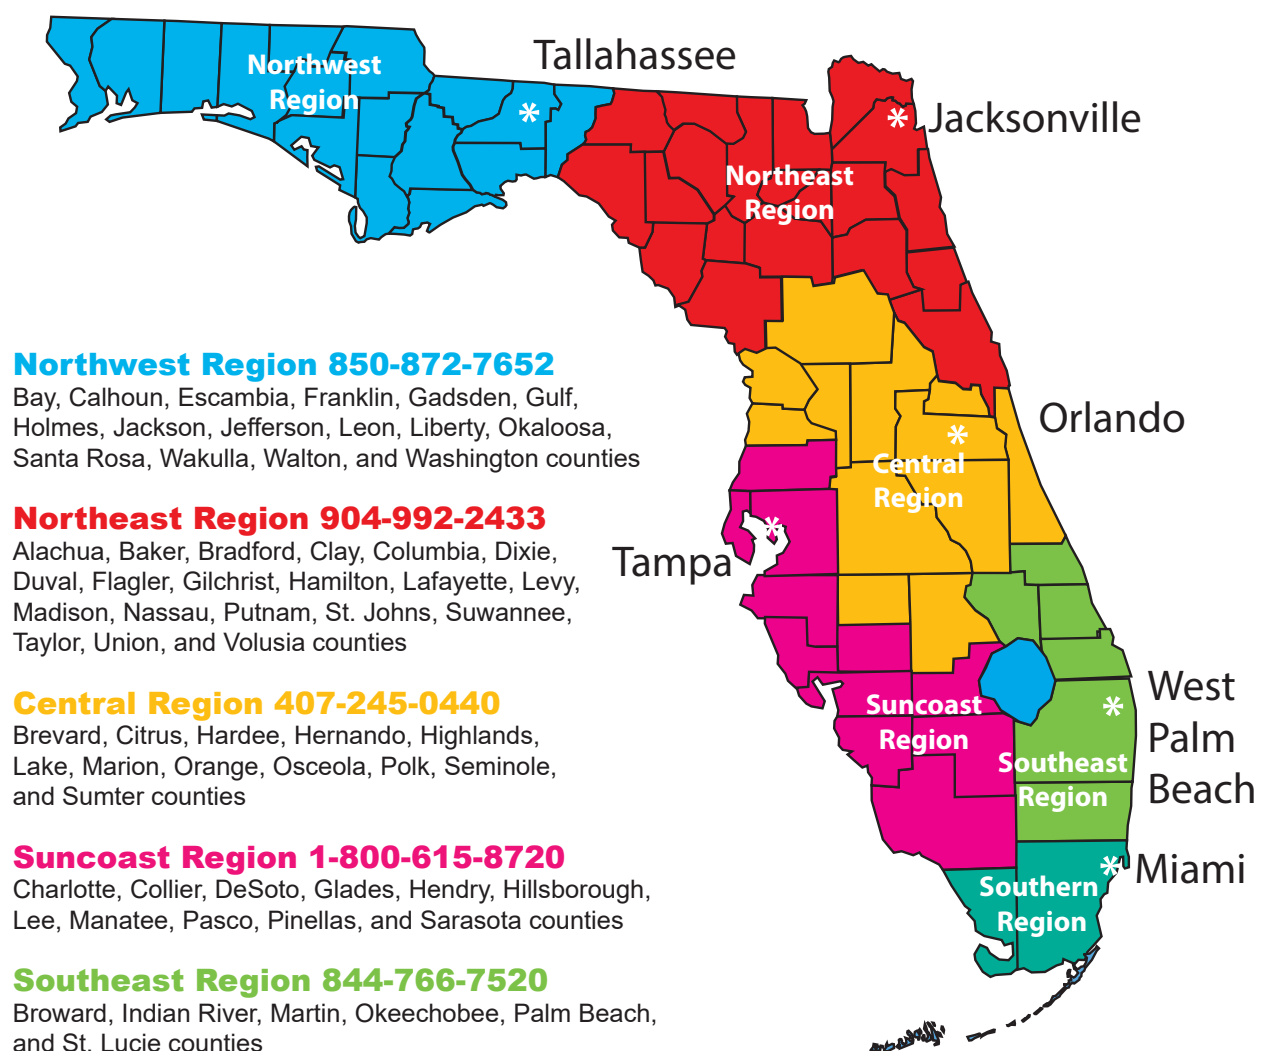 Tallahassee
Northwest
Region
*
*
Jacksonville
Northeast
Region
Northwest Region 850-872-7652
Bay, Calhoun, Escambia, Franklin, Gadsden, Gulf,
Holmes, Jackson, Jefferson, Leon, Liberty, Okaloosa,
Santa Rosa, Wakulla, Walton, and Washington counties
Orlando
*
Central
Region
Northeast Region 904-992-2433
Alachua, Baker, Bradford, Clay, Columbia, Dixie,
Duval, Flagler, Gilchrist, Hamilton, Lafayette, Levy,
Madison, Nassau, Putnam, St. Johns, Suwannee,
Taylor, Union, and Volusia counties
*
Tampa
Central Region 407-245-0440
Brevard, Citrus, Hardee, Hernando, Highlands,
Lake, Marion, Orange, Osceola, Polk, Seminole,
and Sumter counties
Suncoast
Region
*
West
Palm
Beach
Southeast
Region
Suncoast Region 1-800-615-8720
Charlotte, Collier, DeSoto, Glades, Hendry, Hillsborough,
Lee, Manatee, Pasco, Pinellas, and Sarasota counties
*
Miami
Southern
Region
Southeast Region 844-766-7520
Broward, Indian River, Martin, Okeechobee, Palm Beach,
and St. Lucie counties